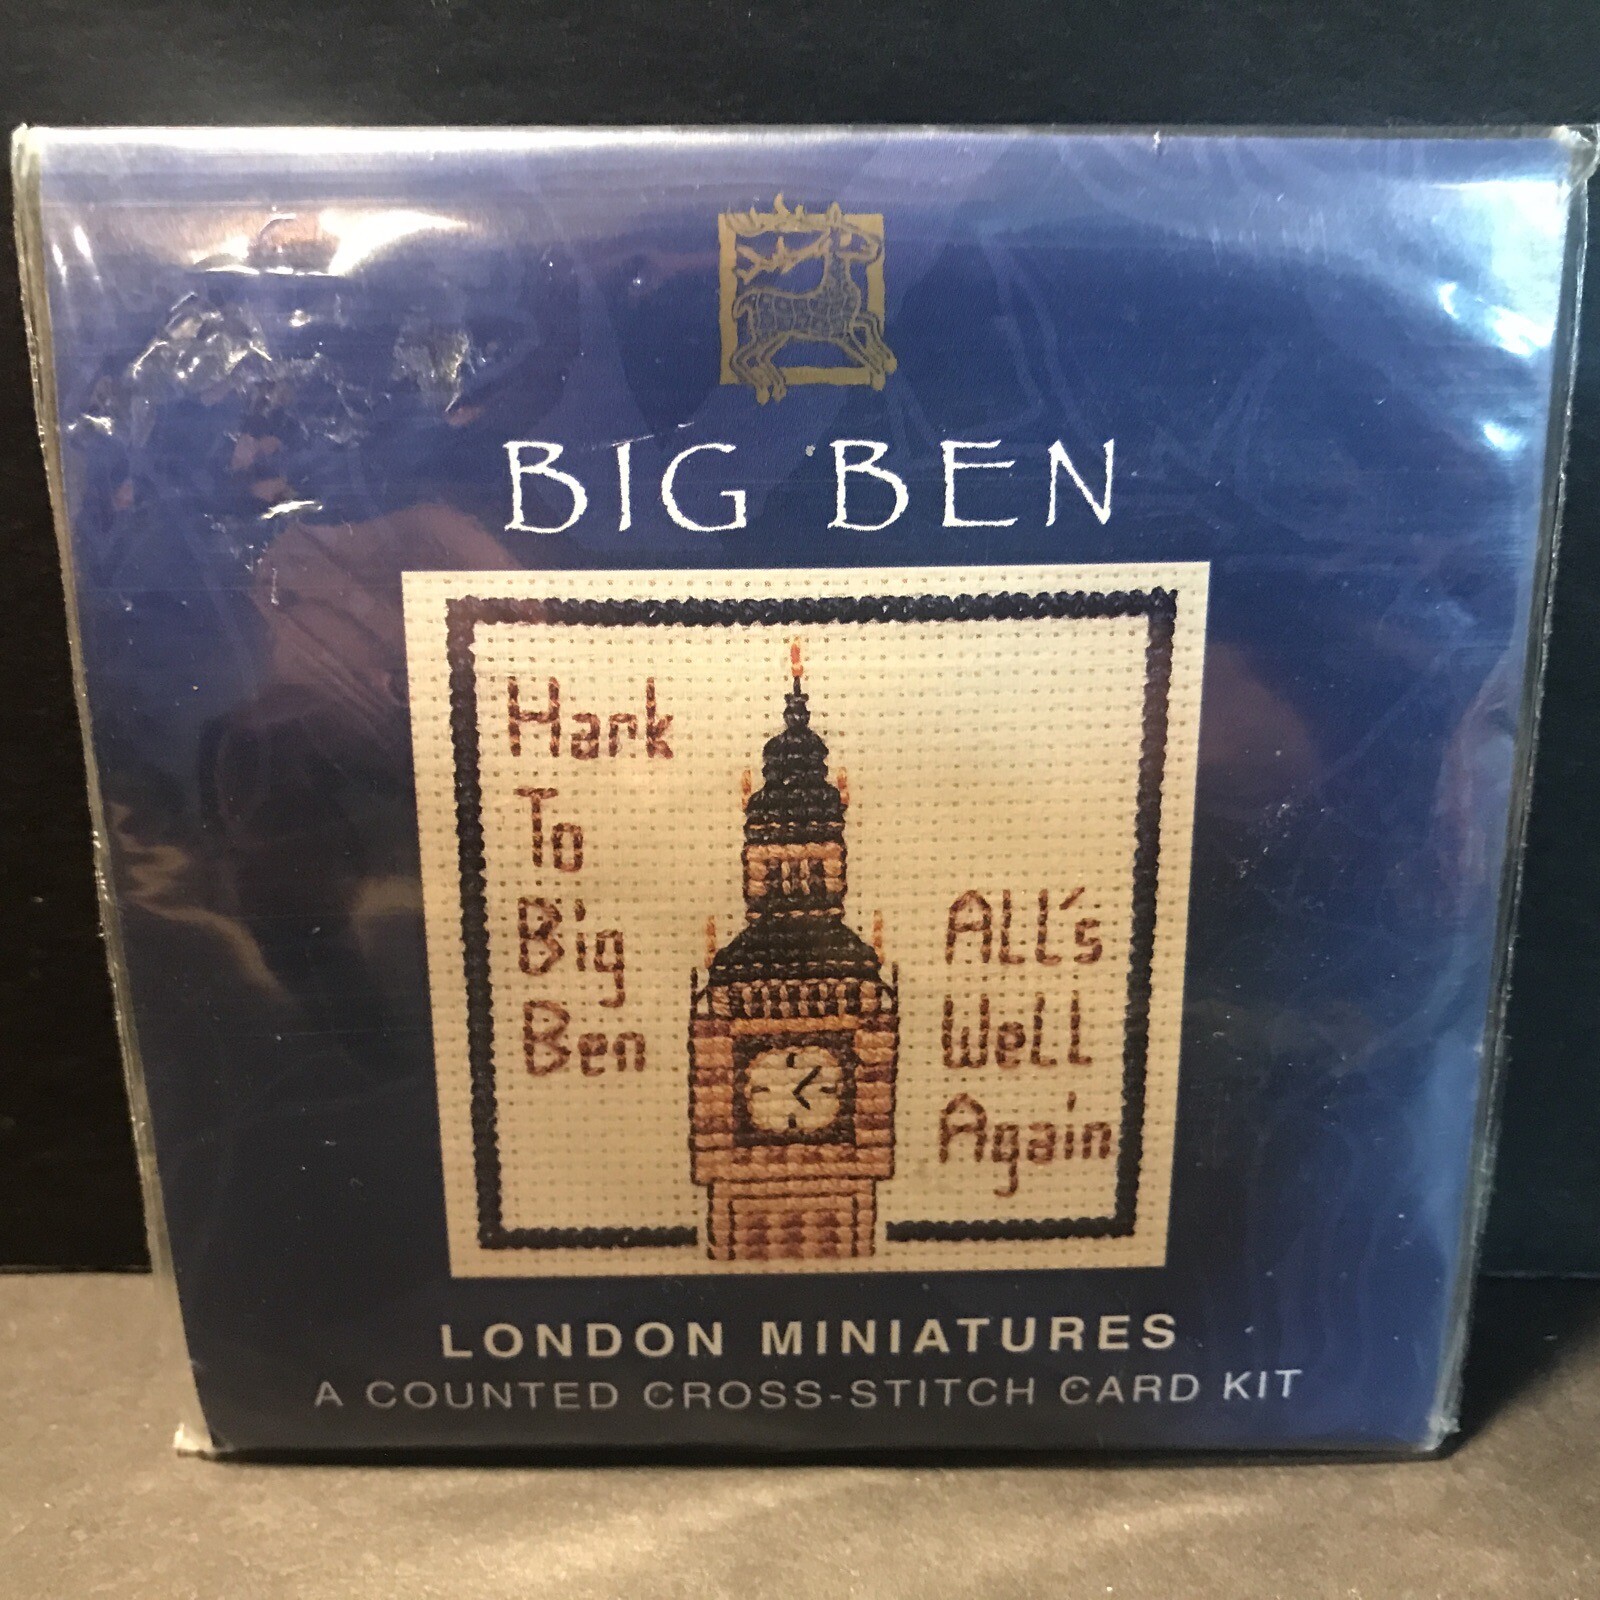 BIG BEN
Hark
To
Big
Ben
All's
Well
Again
LONDON MINIATURES
A COUNTED CROSS-STITCH CARD KIT